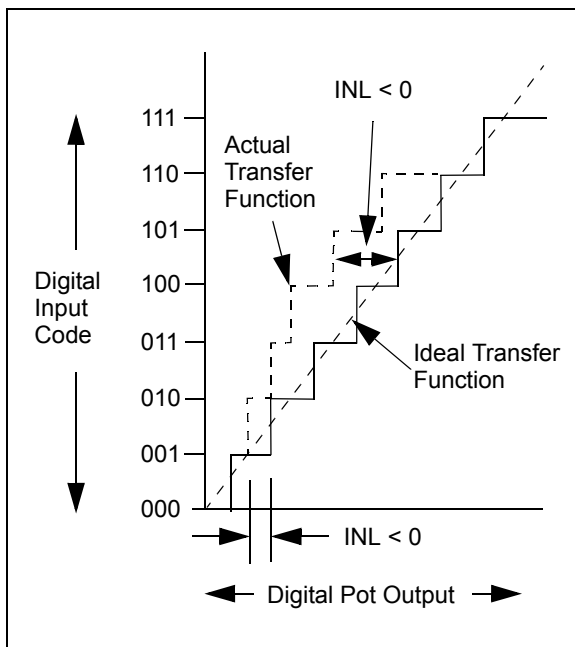 INL < 0
111
Actual
Transfer
Function
110
101
100
Digital
Input
Code
011
Ideal Transfer
Function
010
001
000
INL < 0
Digital Pot Output